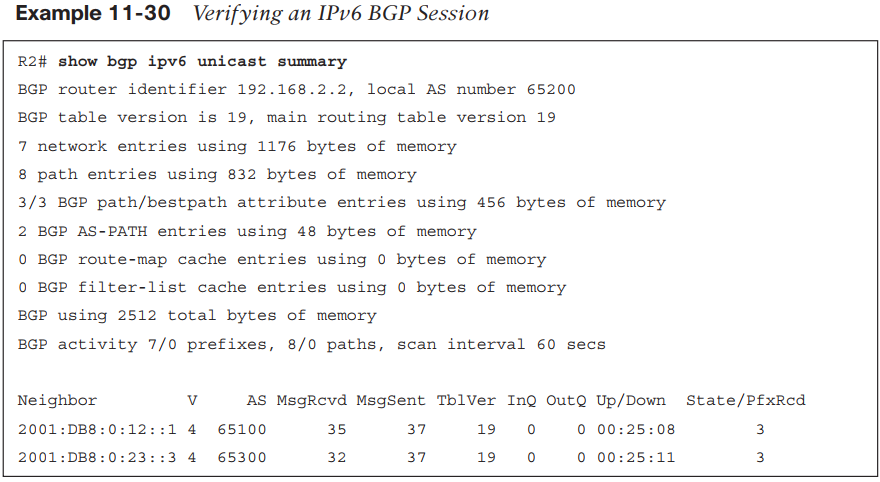 Example 11-30 Verifying an IPv6 BGP Session
R2# show bgp ipv6 unicast summary
BGP router identifier 192.168.2.2, local AS number 65200
BGP table version is 19, main routing table version 19
7 network entries using 1176 bytes of memory
8 path entries using 832 bytes of memory
3/3 BGP path/bestpath attribute entries using 456 bytes of memory
2 BGP AS-PATH entries using 48 bytes of memory
0 BGP route-map cache entries using 0 bytes of memory
0 BGP filter-list cache entries using 0 bytes of memory
BGP using 2512 total bytes of memory
BGP activity 7/0 prefixes, 8/0 paths, scan interval 60 secs
Neighbor V AS MsgRcvd MsgSent TblVer InQ OutQ Up/Down State/PfxRcd
2001:DB8:0:12::1 4 65100 35 37 19 0 0 00:25:08 3
2001:DB8:0:23::3 4 65300 32 37 19 0 0 00:25:11 3